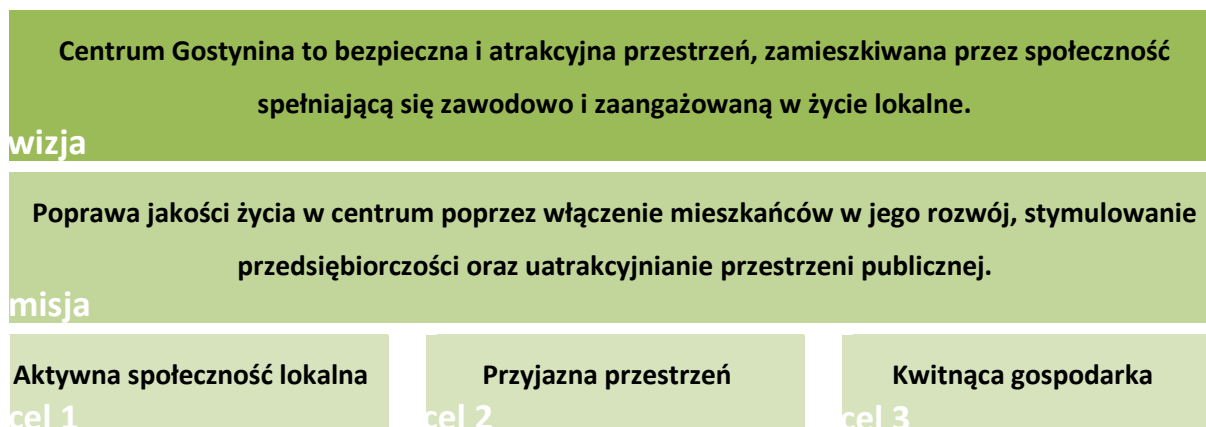 Centrum Gostynina to bezpieczna i atrakcyjna przestrzeń, zamieszkiwana przez społeczność
spełniającą się zawodowo i zaangażowaną w życie lokalne.
wizja
Poprawa jakości życia w centrum poprzez włączenie mieszkańców w jego rozwój, stymulowanie
przedsiębiorczości oraz uatrakcyjnianie przestrzeni publicznej.
misja
Aktywna społeczność lokalna
cel 1
Przyjazna przestrzeń
cel 2
Kwitnąca gospodarka
cel 3